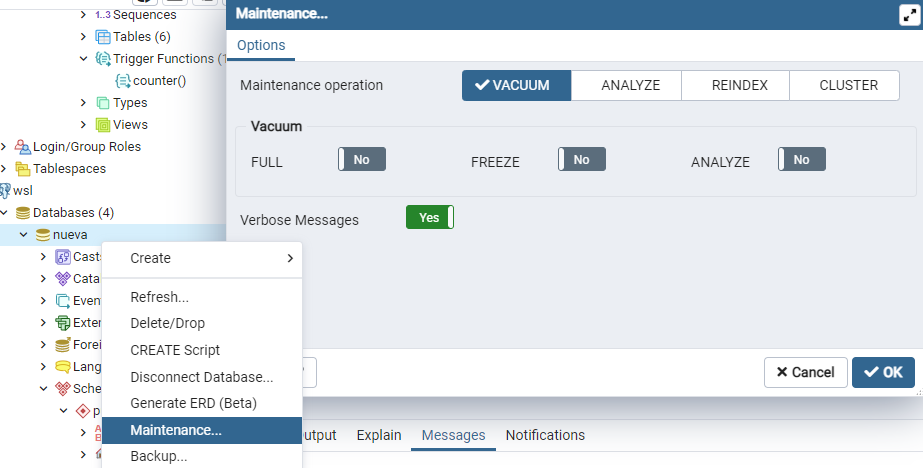 Sequences
Tables (6)
Trigger Functions (1
counter()
Types
Views
Login/Group Roles
Tablespaces
wsl
Databases (4)
nueva
Casts
Cata
Even
Exter
Forei
Lang
Sche
p
Create
Refresh...
Delete/Drop
CREATE Script
Disconnect Database...
Generate ERD (Beta)
Maintenance...
Backup...
Maintenance...
Options
Maintenance operation
VACUUM ANALYZE REINDEX CLUSTER
Vacuum
FULL No FREEZE No ANALYZE No
Verbose Messages Yes
Cancel OK
utput Explain Messages Notifications